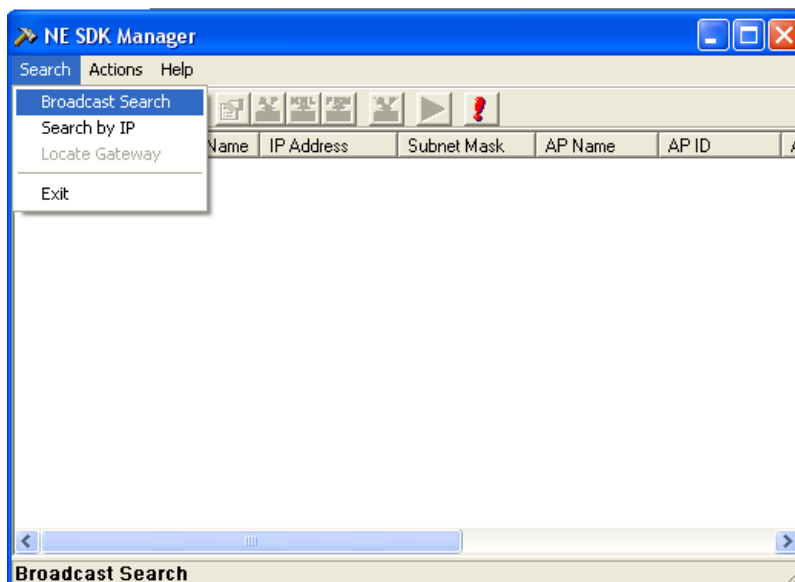 NE SDK Manager
Search Actions Help
Broadcast Search
Search by IP
Locate Gateway
Exit
Name IP Address Subnet Mask AP Name AP ID
Broadcast Search